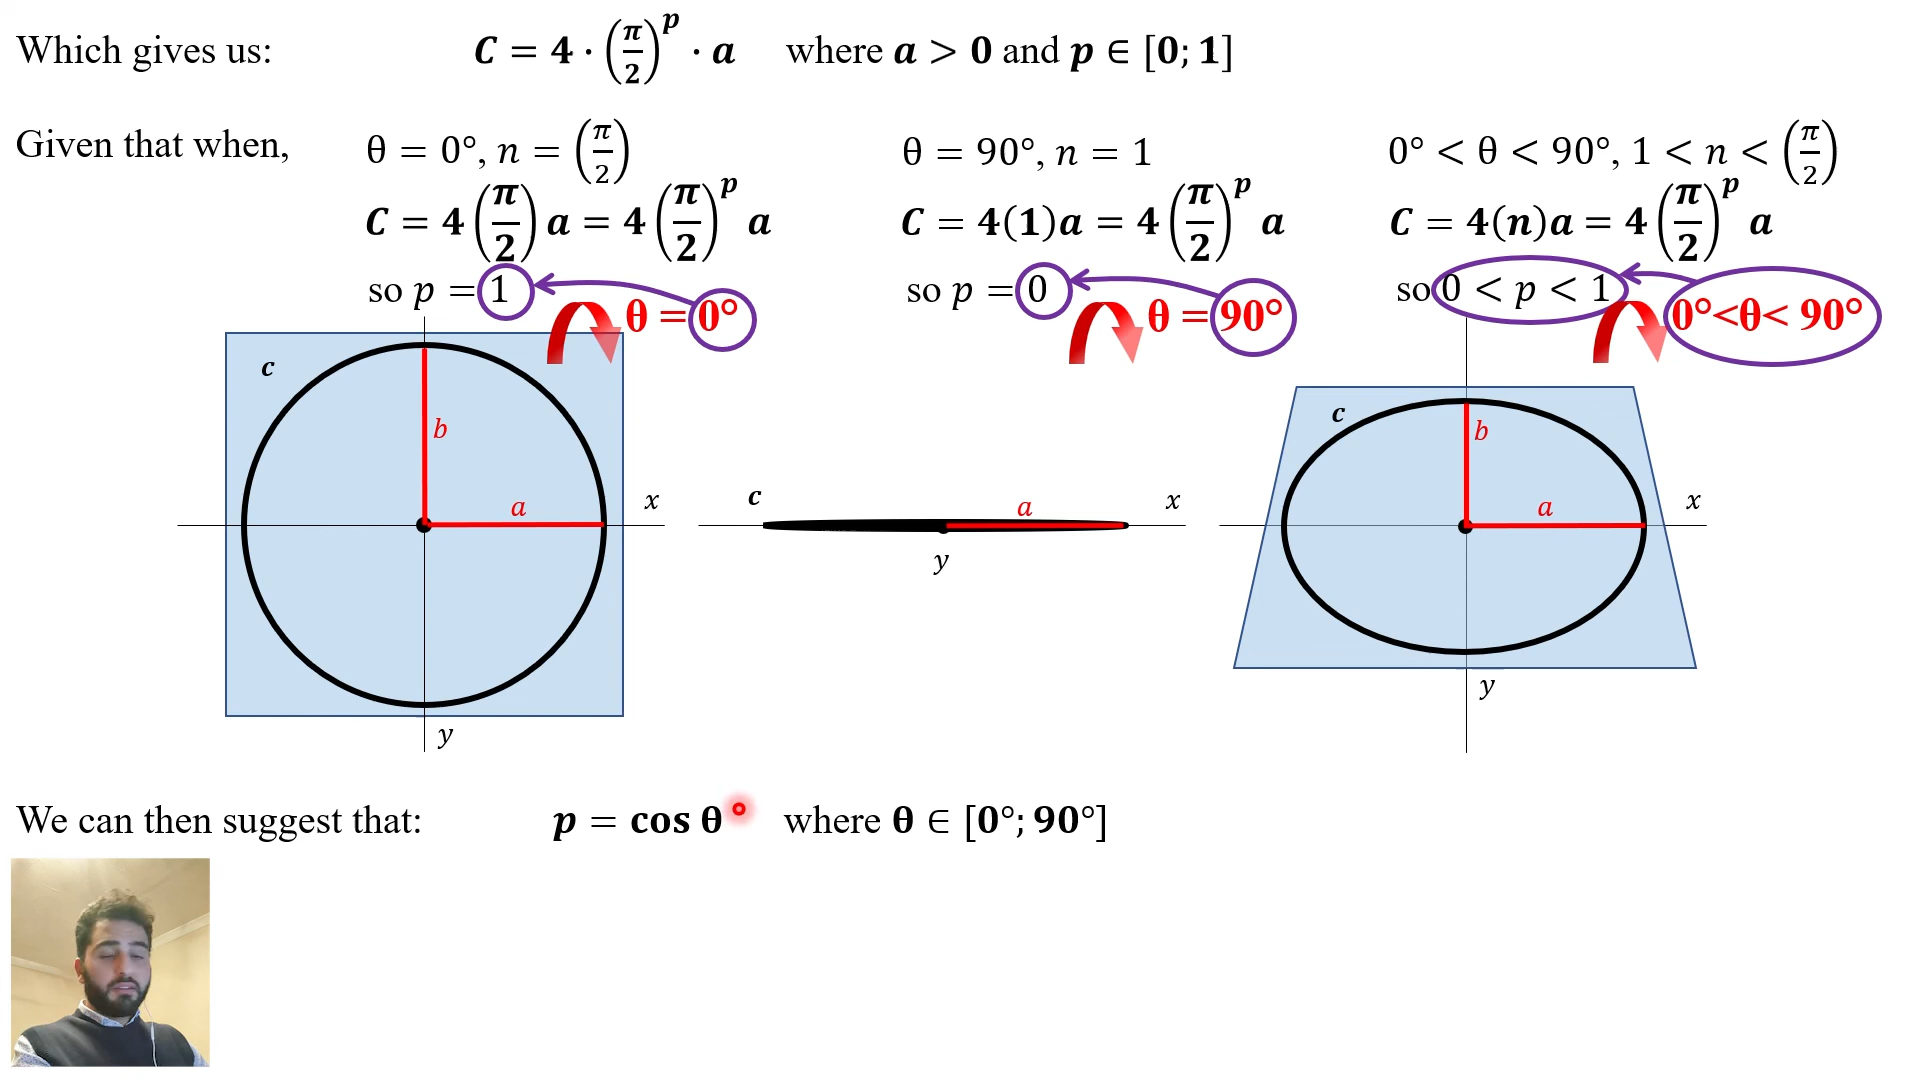 Which gives us: C = 4 · (π/2)^p · a where a > 0 and p ∈ [0; 1]
Given that when, θ = 0°, n = (π/2) θ = 90°, n = 1 0° < θ < 90°, 1 < n < (π/2)
C = 4(π/2)a = 4(π/2)^p a C = 4(1)a = 4(π/2)^p a C = 4(n)a = 4(π/2)^p a
so p = 1 so p = 0 so 0 < p < 1
θ = 0° θ = 90° 0°<θ< 90°
c c
b b
c a x a x a x
y
y
y
We can then suggest that: p = cos θ° where θ ∈ [0°; 90°]